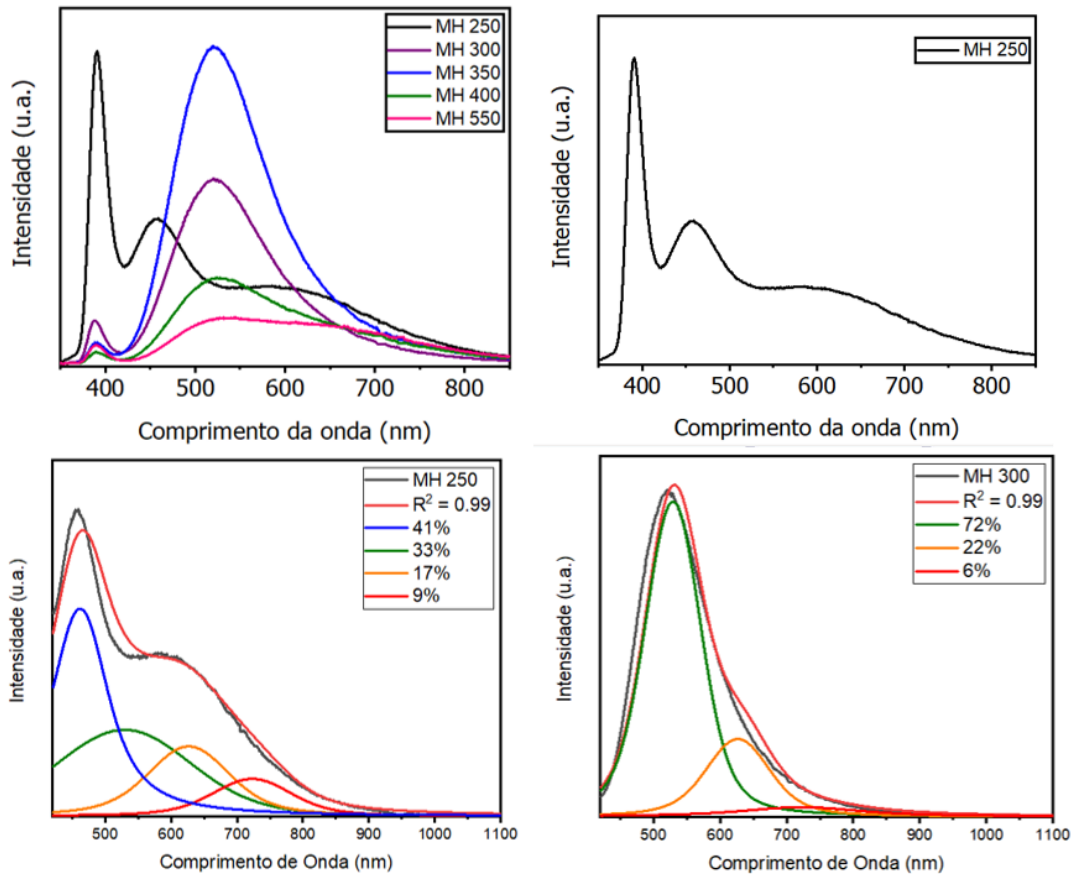 MH 250
MH 300
MH 350
MH 400
MH 550
Intensidade (u.a.)
400 500 600 700 800
Comprimento da onda (nm)
MH 250
Intensidade (u.a.)
400 500 600 700 800
Comprimento da onda (nm)
MH 250
R² = 0.99
41%
33%
17%
9%
Intensidade (u.a.)
500 600 700 800 900 1000 1100
Comprimento de Onda (nm)
MH 300
R² = 0.99
72%
22%
6%
Intensidade (u.a.)
500 600 700 800 900 1000 1100
Comprimento de Onda (nm)